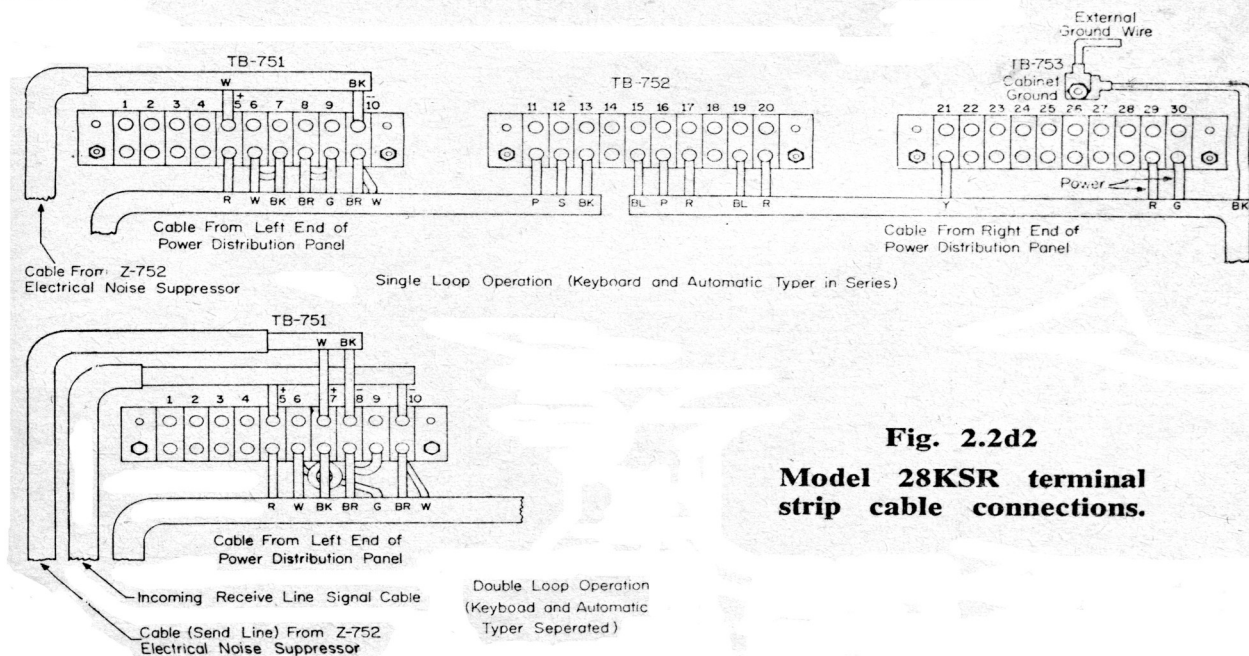 External
Ground Wire
TB-753
Cabinet
Ground
TB-751
W BK
+ -
1 2 3 4 5 6 7 8 9 10
R W BK BR G BR W
Cable From Left End of
Power Distribution Panel
Cable From Z-752
Electrical Noise Suppressor
TB-752
11 12 13 14 15 16 17 18 19 20
P S BK BL P R BL R
21 22 23 24 25 26 27 28 29 30
Power
Y R G BK
Cable From Right End of
Power Distribution Panel
Single Loop Operation (Keyboard and Automatic Typer in Series)
TB-751
W BK
+ + - -
1 2 3 4 5 6 7 8 9 10
R W BK BR G BR W
Cable From Left End of
Power Distribution Panel
Incoming Receive Line Signal Cable
Cable (Send Line) From Z-752
Electrical Noise Suppressor
Double Loop Operation
(Keyboad and Automatic
Typer Seperated)
Fig. 2.2d2
Model 28KSR terminal
strip cable connections.